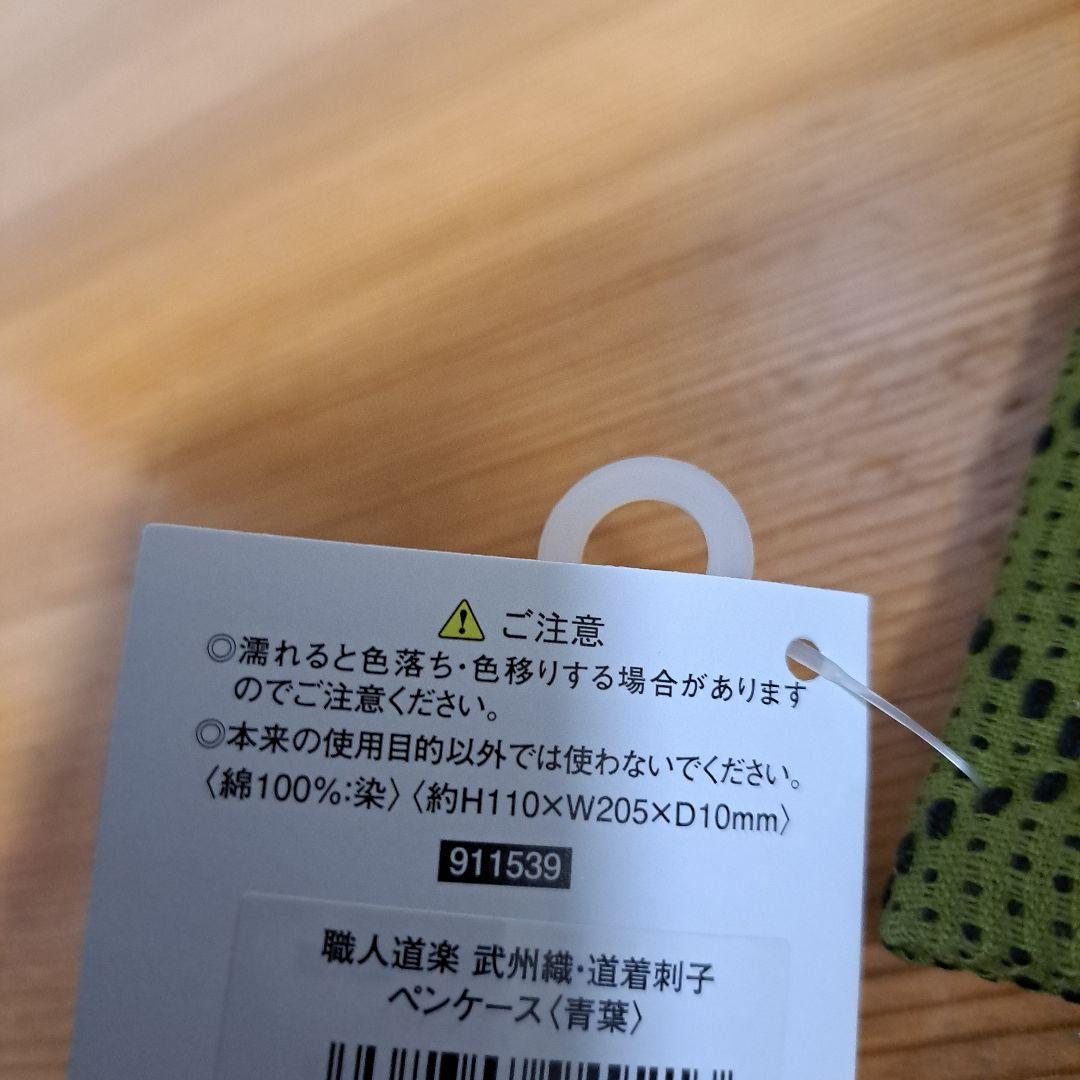 ご注意
◎濡れると色落ち・色移りする場合があります
のでご注意ください。
◎本来の使用目的以外では使わないでください。
〈綿100%:染〉〈約H110×W205×D10mm〉
911539
職人道楽 武州織・道着刺子
ペンケース〈青葉〉